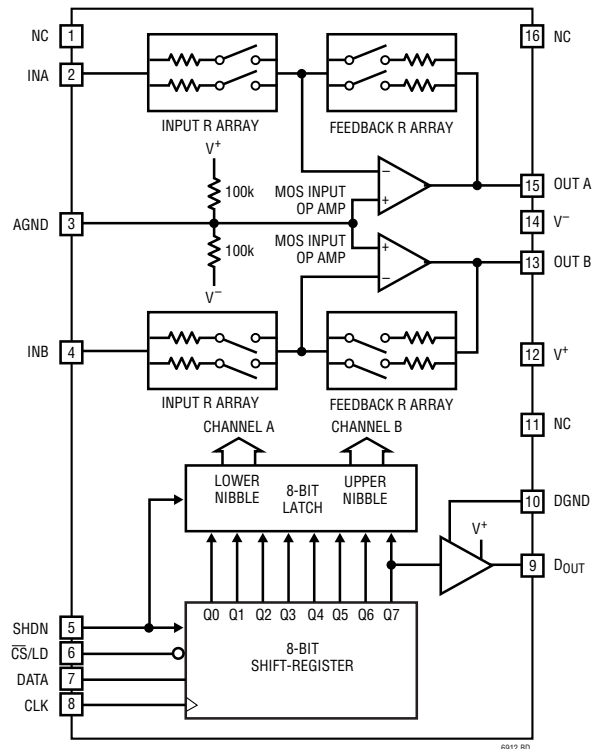 NC 1
16 NC
INA 2
INPUT R ARRAY
FEEDBACK R ARRAY
V+
100k
MOS INPUT
OP AMP
−
+
15 OUT A
AGND 3
14 V−
100k
MOS INPUT
OP AMP
+
−
13 OUT B
V−
INB 4
12 V+
INPUT R ARRAY
FEEDBACK R ARRAY
CHANNEL A
CHANNEL B
11 NC
LOWER
NIBBLE
8-BIT
LATCH
UPPER
NIBBLE
10 DGND
V+
9 DOUT
Q0 Q1 Q2 Q3 Q4 Q5 Q6 Q7
SHDN 5
C̅S̅/LD 6
DATA 7
CLK 8
8-BIT
SHIFT-REGISTER
6912 BD